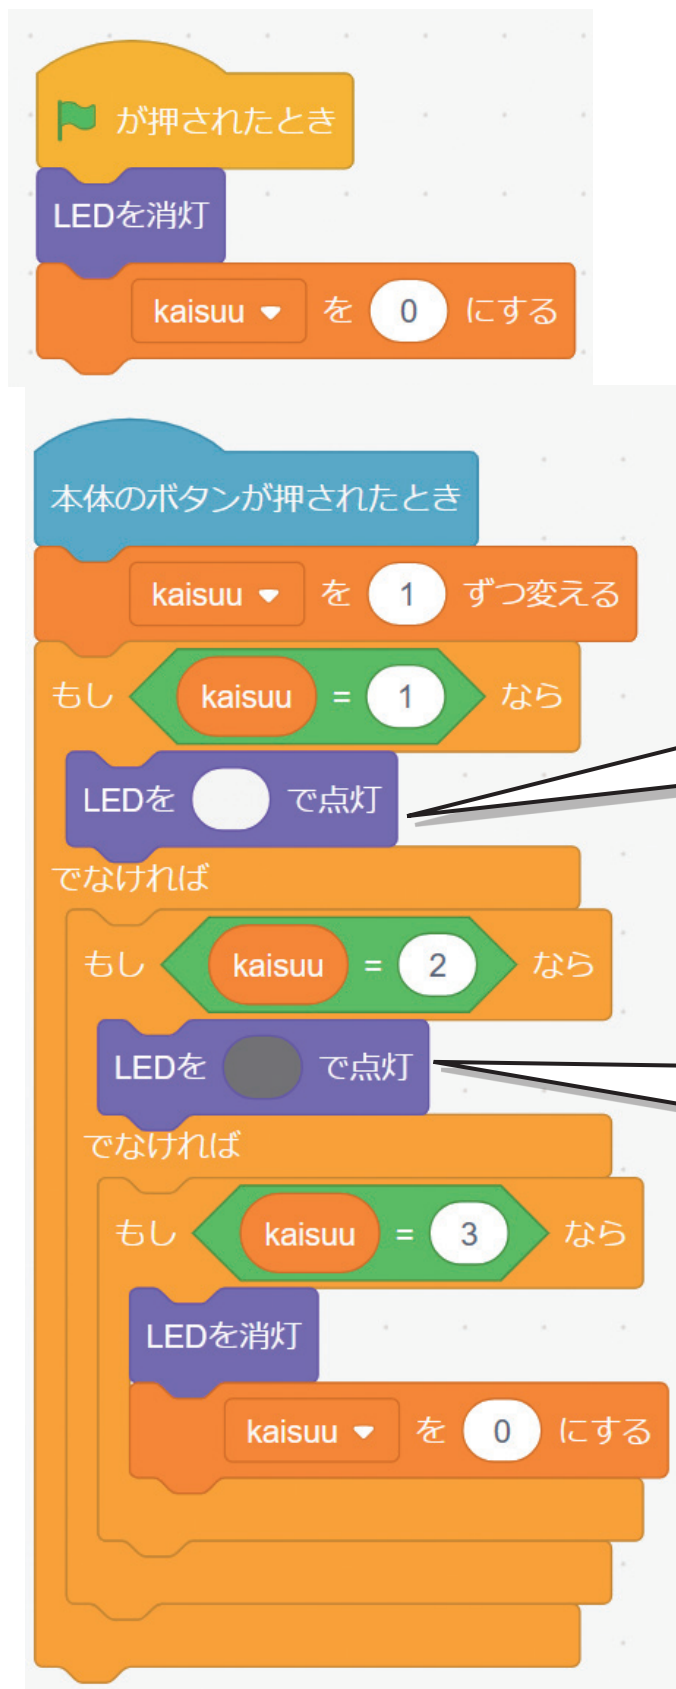 が押されたとき
LEDを消灯
kaisuu を 0 にする
本体のボタンが押されたとき
kaisuu を 1 ずつ変える
もし kaisuu = 1 なら
LEDを で点灯
でなければ
もし kaisuu = 2 なら
LEDを で点灯
でなければ
もし kaisuu = 3 なら
LEDを消灯
kaisuu を 0 にする